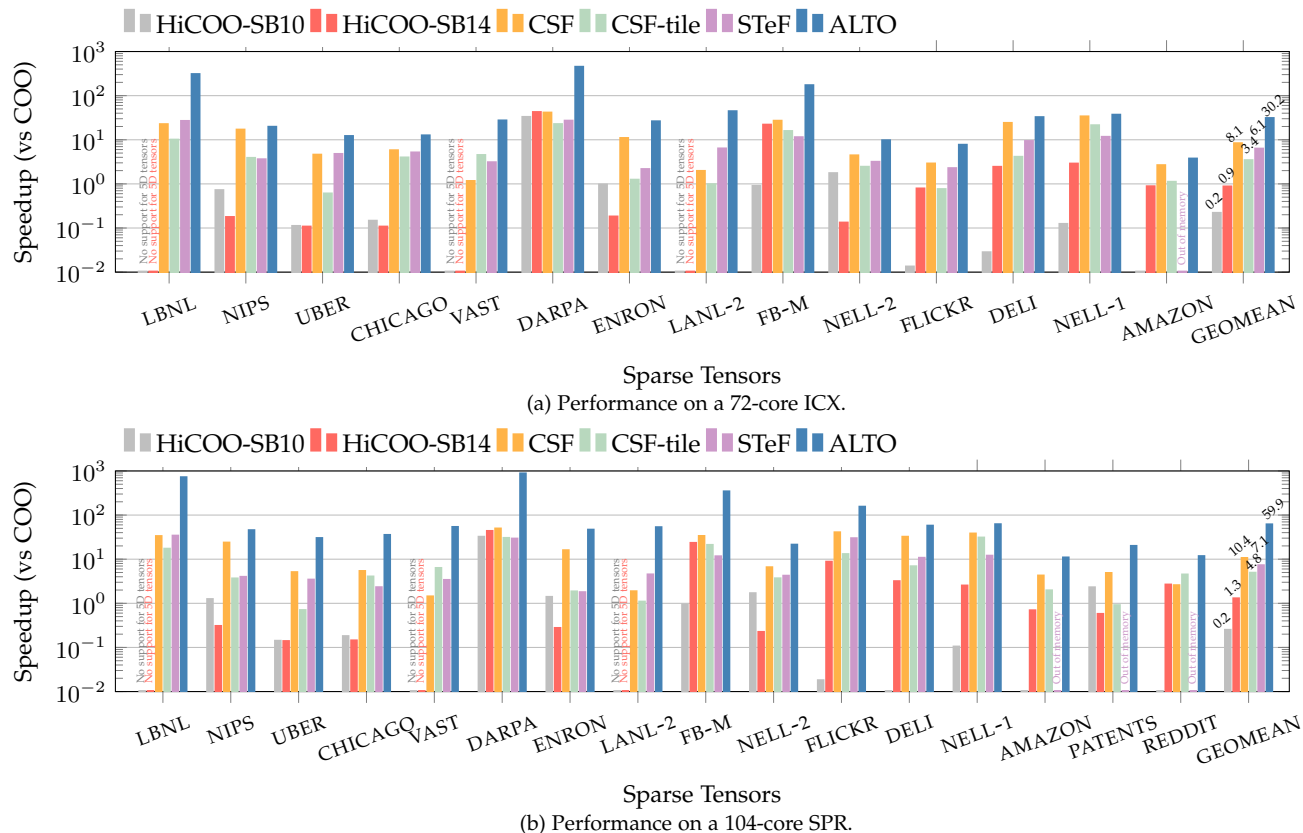 HiCOO-SB10 HiCOO-SB14 CSF CSF-tile STeF ALTO
Speedup (vs COO)
10^3
10^2
10^1
10^0
10^−1
10^−2
No support for 5D tensors
No support for 5D tensors
No support for 5D tensors
No support for 5D tensors
No support for 5D tensors
No support for 5D tensors
Out of memory
0.2
0.9
8.1
3.4
6.1
30.2
LBNL NIPS UBER CHICAGO VAST DARPA ENRON LANL-2 FB-M NELL-2 FLICKR DELI NELL-1 AMAZON GEOMEAN
Sparse Tensors
(a) Performance on a 72-core ICX.
HiCOO-SB10 HiCOO-SB14 CSF CSF-tile STeF ALTO
Speedup (vs COO)
10^3
10^2
10^1
10^0
10^−1
10^−2
No support for 5D tensors
No support for 5D tensors
No support for 5D tensors
No support for 5D tensors
No support for 5D tensors
No support for 5D tensors
Out of memory
Out of memory
Out of memory
0.2
1.3
10.4
4.8
7.1
59.9
LBNL NIPS UBER CHICAGO VAST DARPA ENRON LANL-2 FB-M NELL-2 FLICKR DELI NELL-1 AMAZON PATENTS REDDIT GEOMEAN
Sparse Tensors
(b) Performance on a 104-core SPR.